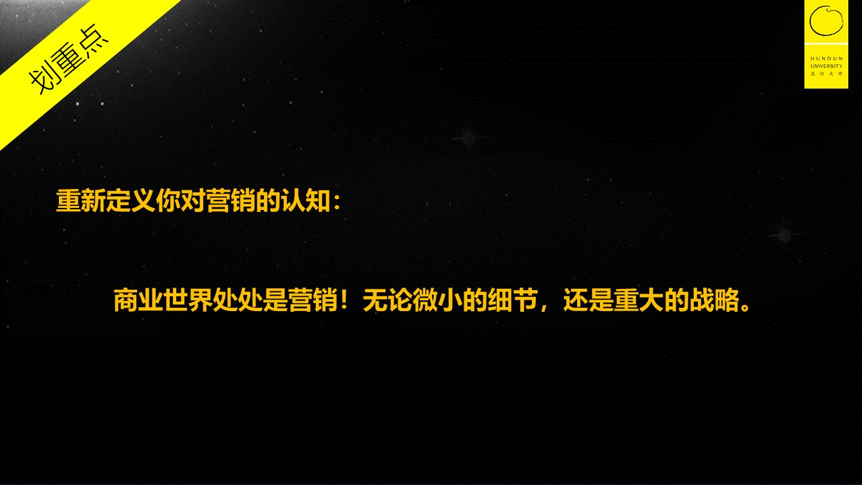 划重点
HUNDUN
UNIVERSITY
混沌大学
重新定义你对营销的认知：
商业世界处处是营销！无论微小的细节，还是重大的战略。